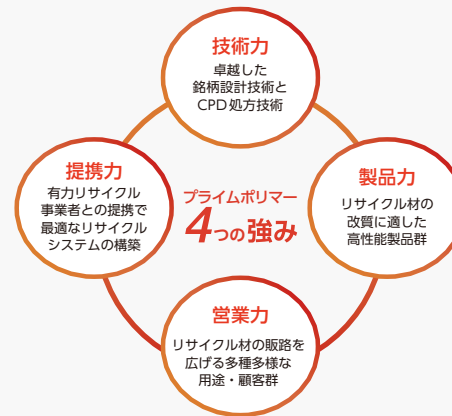 技術力
卓越した
銘柄設計技術と
CPD処方技術
提携力
有力リサイクル
事業者との提携で
最適なリサイクル
システムの構築
プライムポリマー
4つの強み
製品力
リサイクル材の
改質に適した
高性能製品群
営業力
リサイクル材の販路を
広げる多種多様な
用途・顧客群